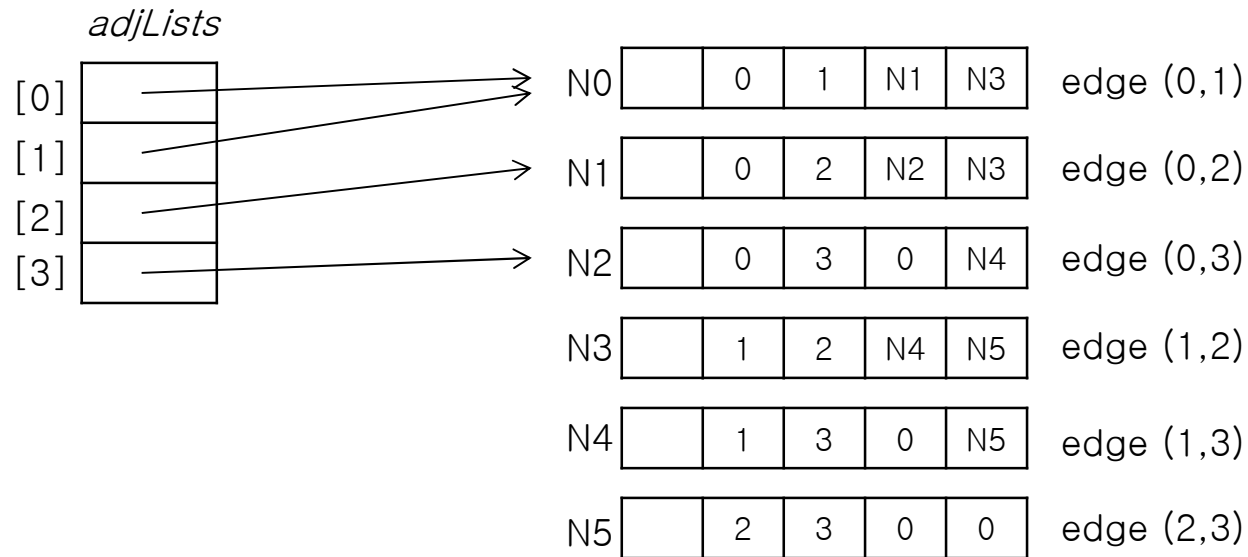 adjLists
[0]
[1]
[2]
[3]
N0 0 1 N1 N3 edge (0,1)
N1 0 2 N2 N3 edge (0,2)
N2 0 3 0 N4 edge (0,3)
N3 1 2 N4 N5 edge (1,2)
N4 1 3 0 N5 edge (1,3)
N5 2 3 0 0 edge (2,3)